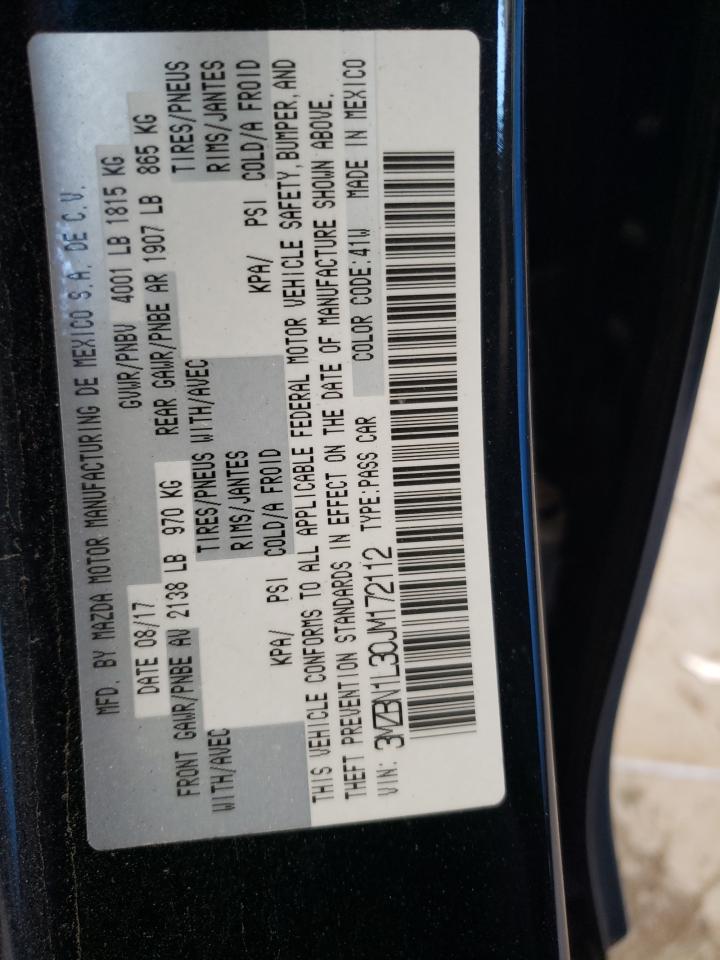 MFD. BY MAZDA MOTOR MANUFACTURING DE MEXICO S.A. DE C.V.
DATE 08/17 GVWR/PNBV 4001 LB 1815 KG
FRONT GAWR/PNBE AV 2138 LB 970 KG REAR GAWR/PNBE AR 1907 LB 865 KG
WITH/AVEC TIRES/PNEUS WITH/AVEC TIRES/PNEUS
RIMS/JANTES RIMS/JANTES
KPA/ PSI COLD/A FROID KPA/ PSI COLD/A FROID
THIS VEHICLE CONFORMS TO ALL APPLICABLE FEDERAL MOTOR VEHICLE SAFETY, BUMPER, AND
THEFT PREVENTION STANDARDS IN EFFECT ON THE DATE OF MANUFACTURE SHOWN ABOVE.
VIN: 3MZBN1L30JM172112 TYPE:PASS CAR COLOR CODE:41W MADE IN MEXICO